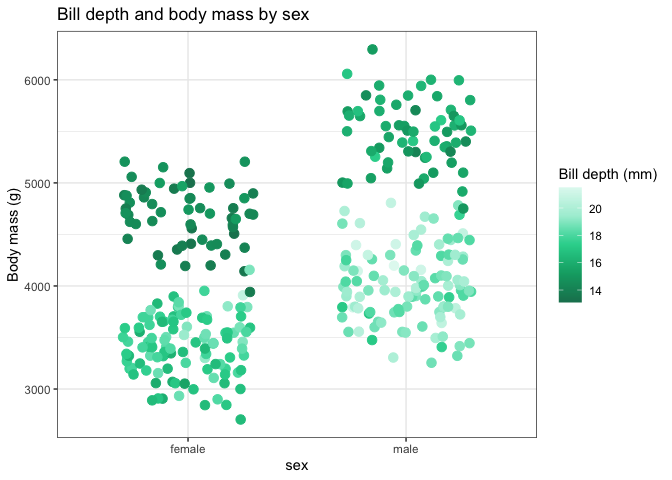 Bill depth and body mass by sex
6000
5000
4000
3000
Body mass (g)
female
male
sex
Bill depth (mm)
20
18
16
14